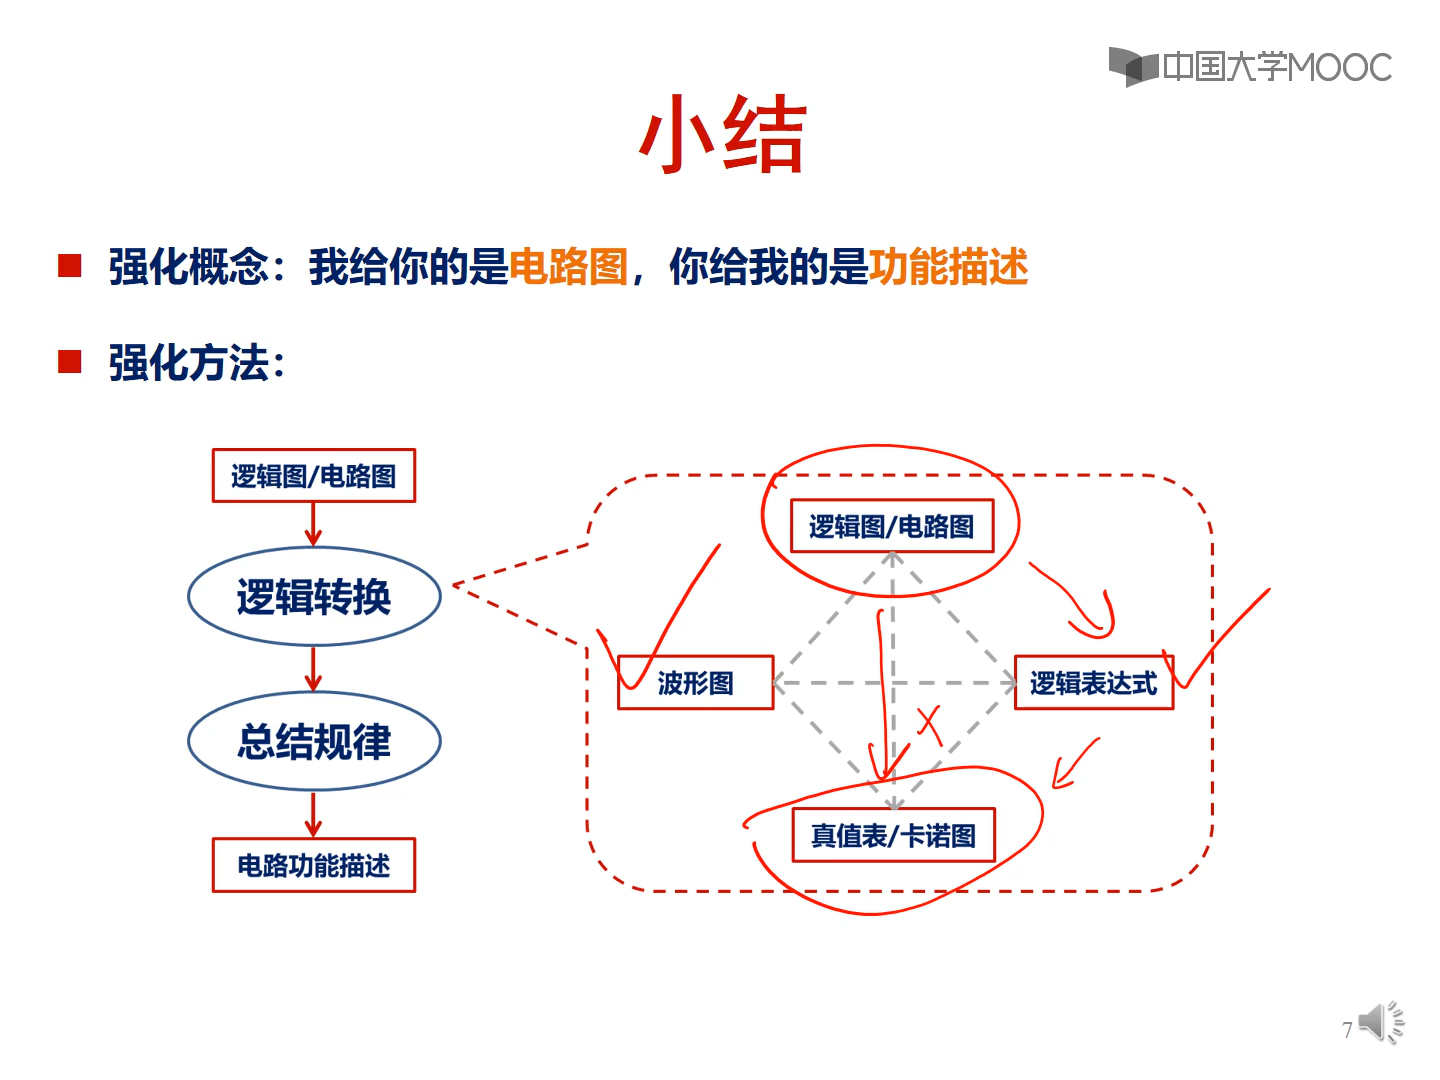 中国大学MOOC
小结
强化概念：我给你的是电路图，你给我的是功能描述
强化方法：
逻辑图/电路图
逻辑转换
总结规律
电路功能描述
逻辑图/电路图
波形图
逻辑表达式
真值表/卡诺图
7